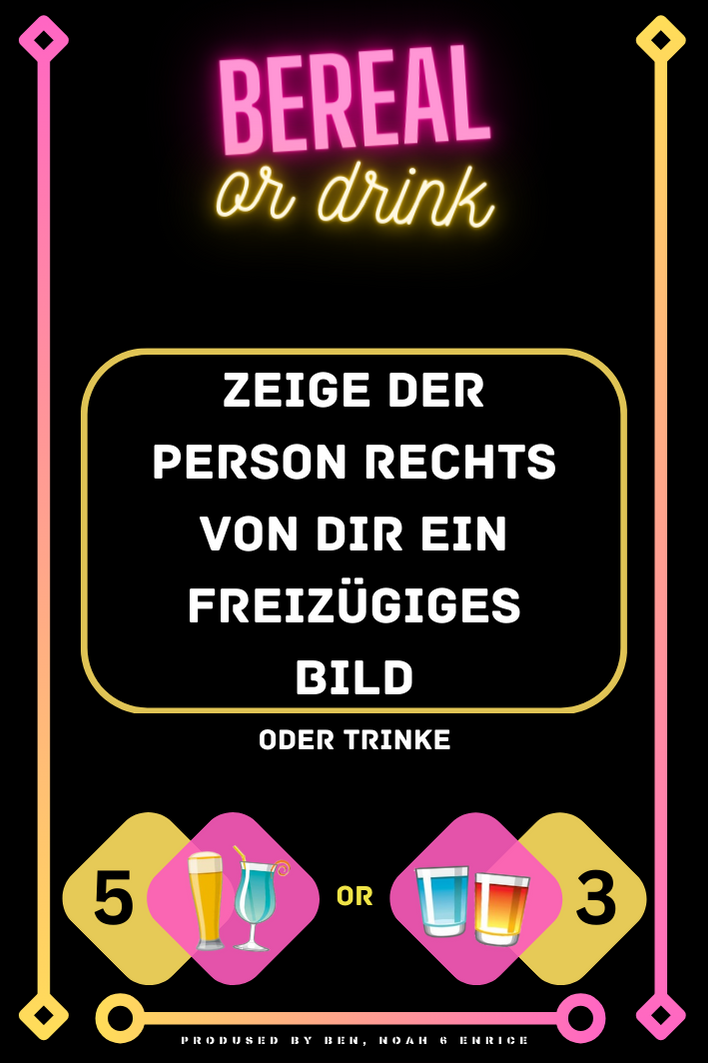 BEREAL
or drink
ZEIGE DER
PERSON RECHTS
VON DIR EIN
FREIZÜGIGES
BILD
ODER TRINKE
5 OR 3
PRODUSED BY BEN, NOAH 6 ENRICE